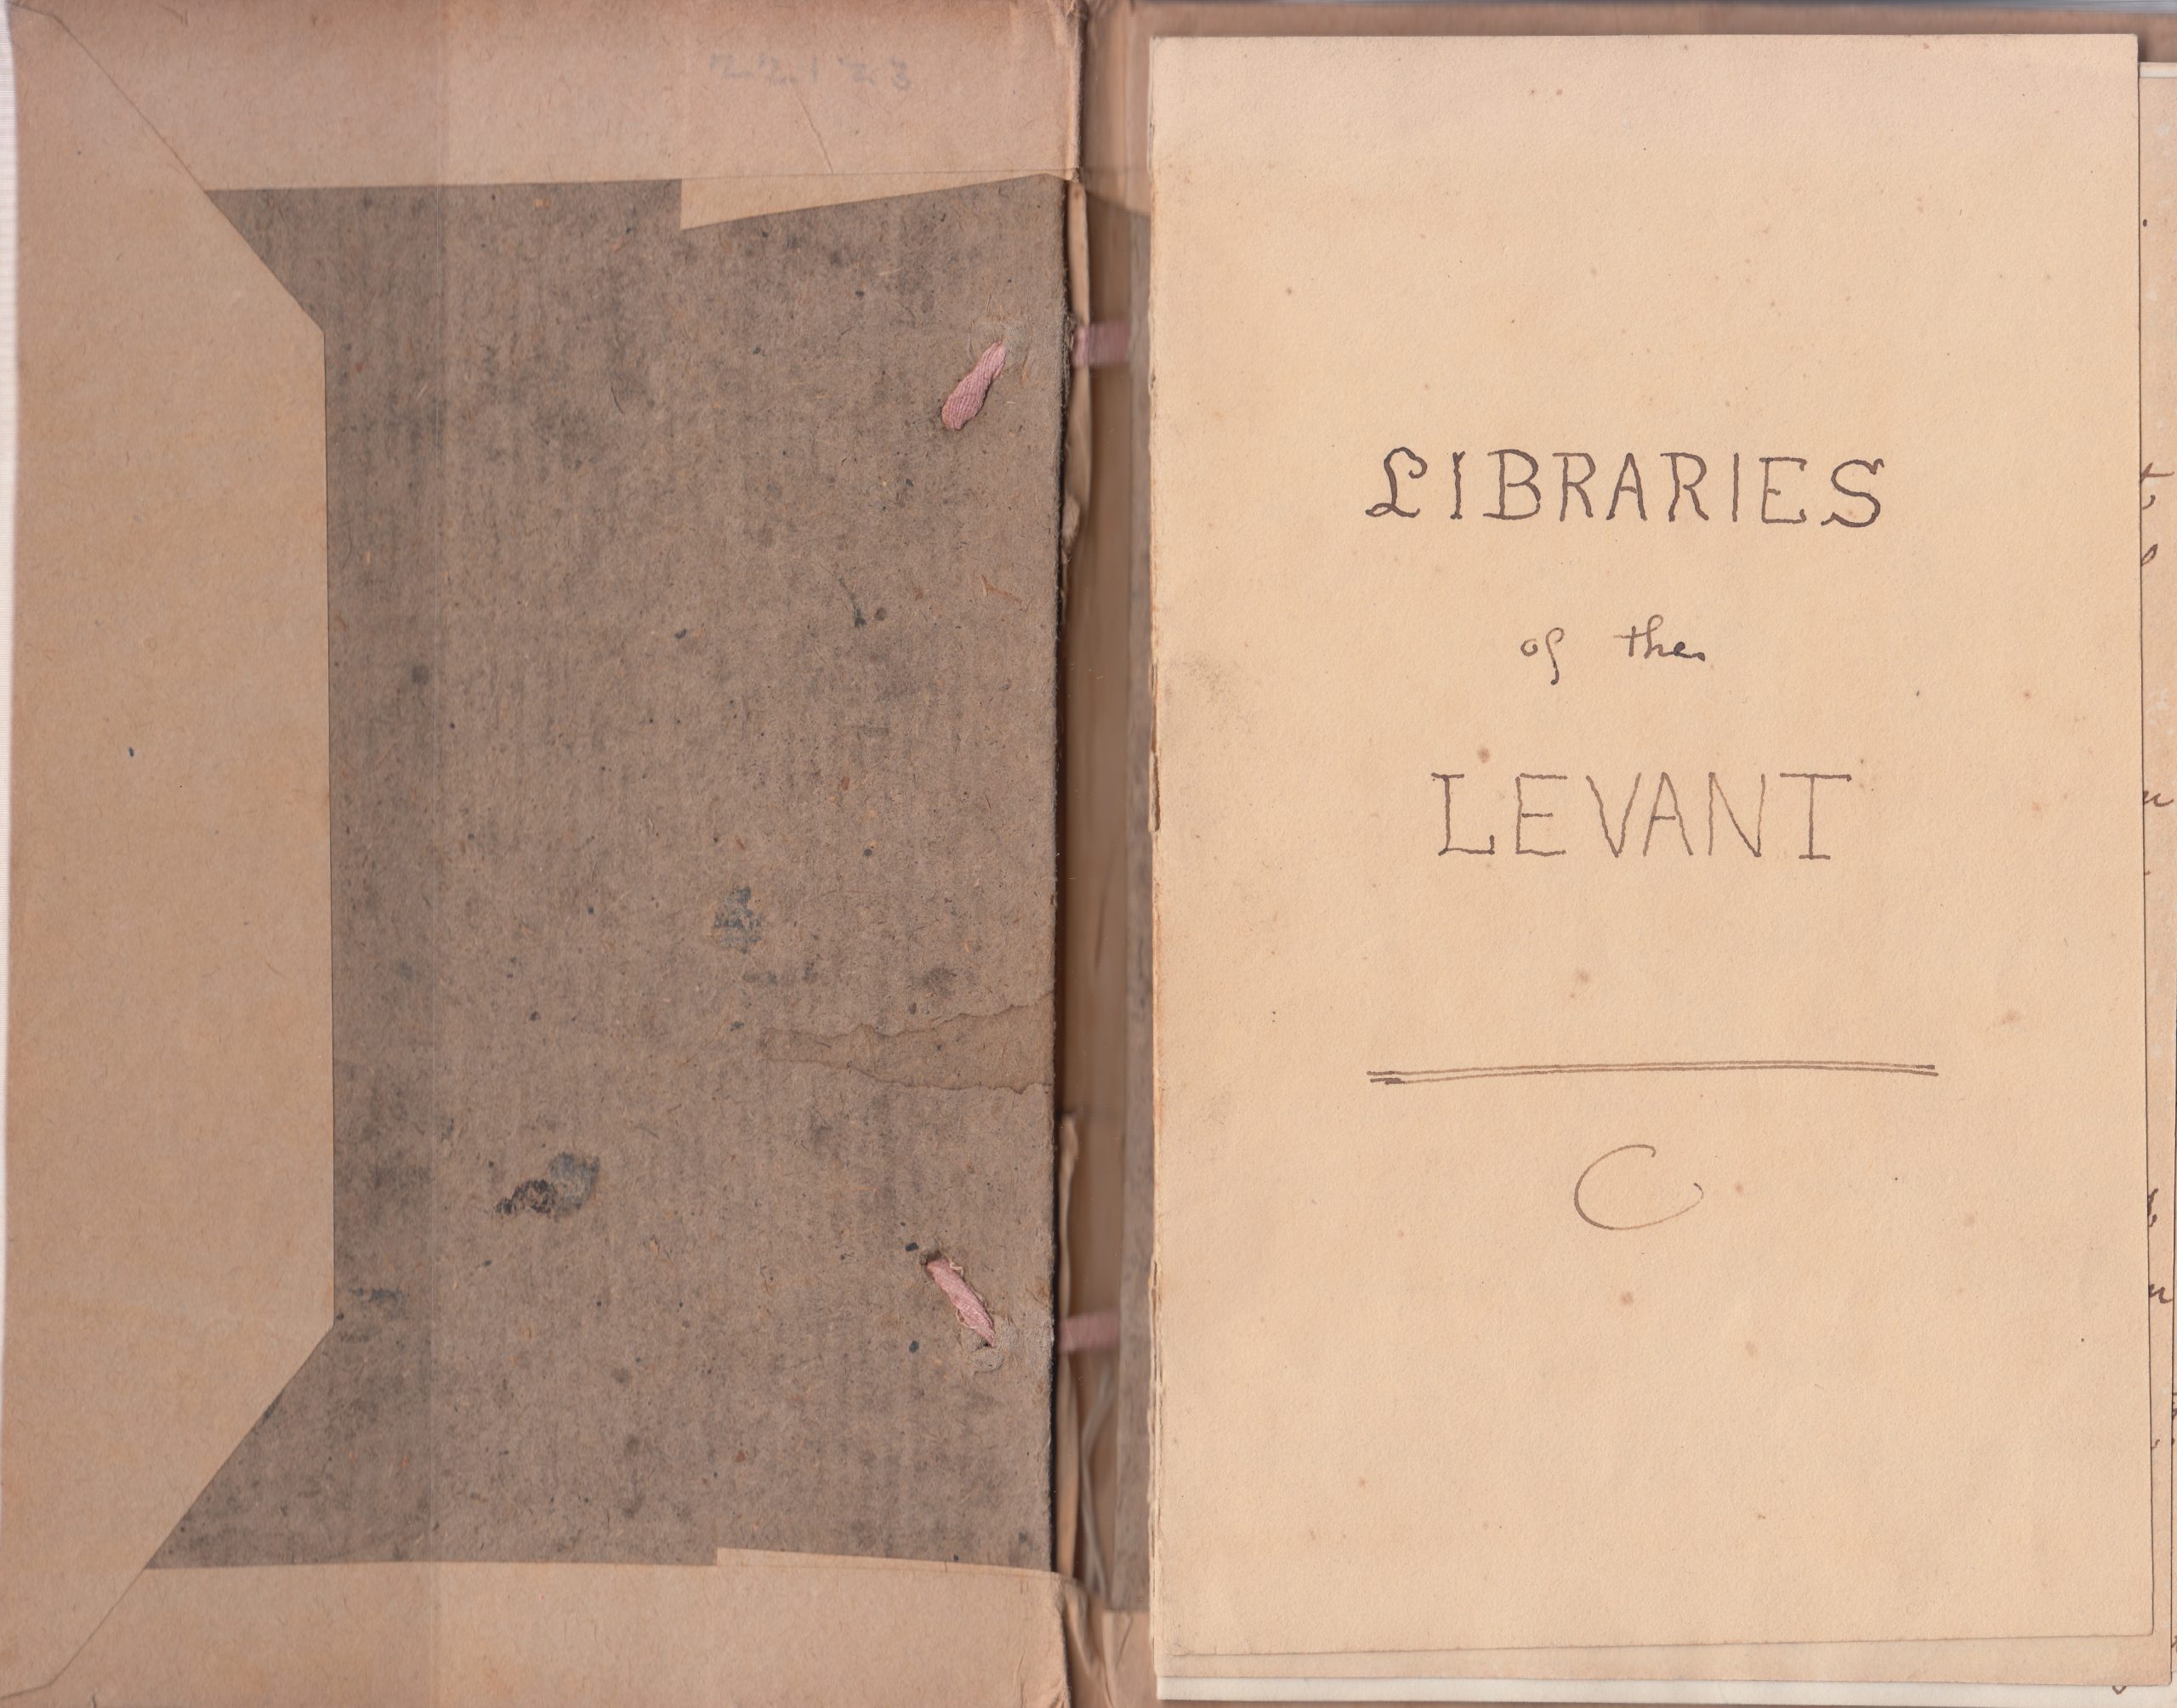 LIBRARIES
of the
LEVANT
C